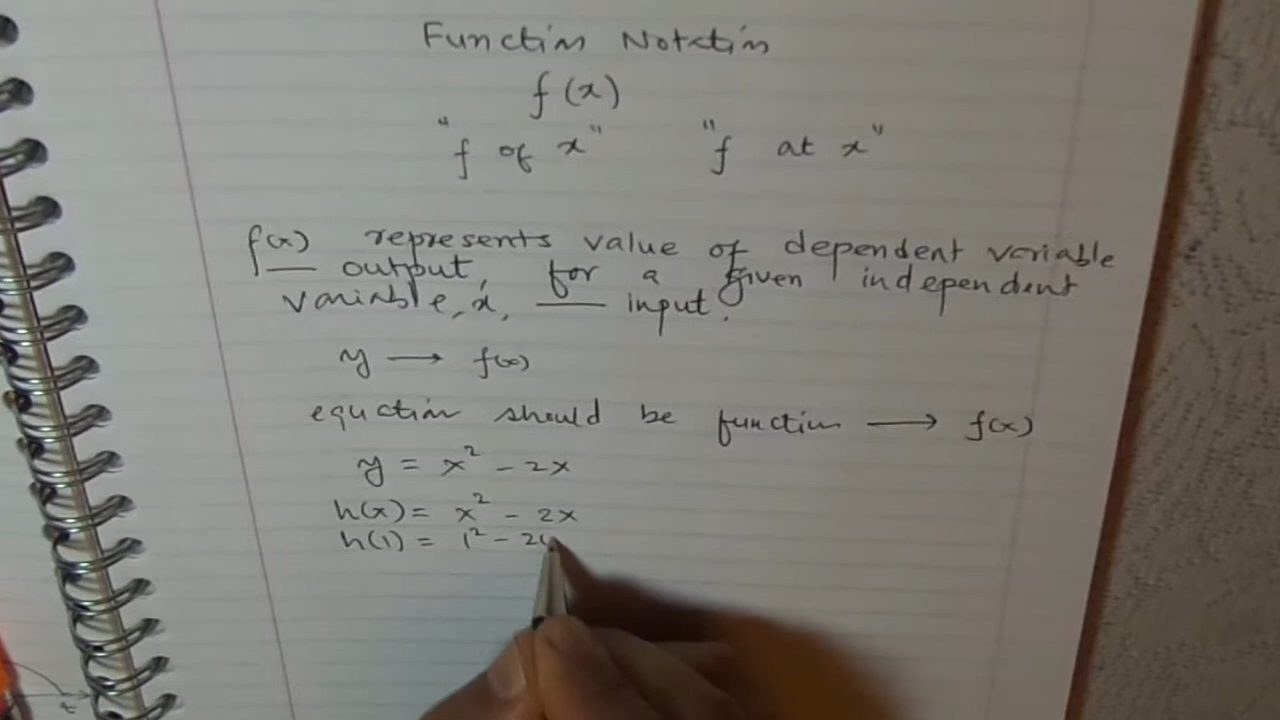 Function Notation
f(x)
"f of x" "f at x"
f(x) represents value of dependent variable
— output, for a given independent
variable, x, — input.
y → f(x)
equation should be function → f(x)
y = x² - 2x
h(x) = x² - 2x
h(1) = 1² - 2(
t